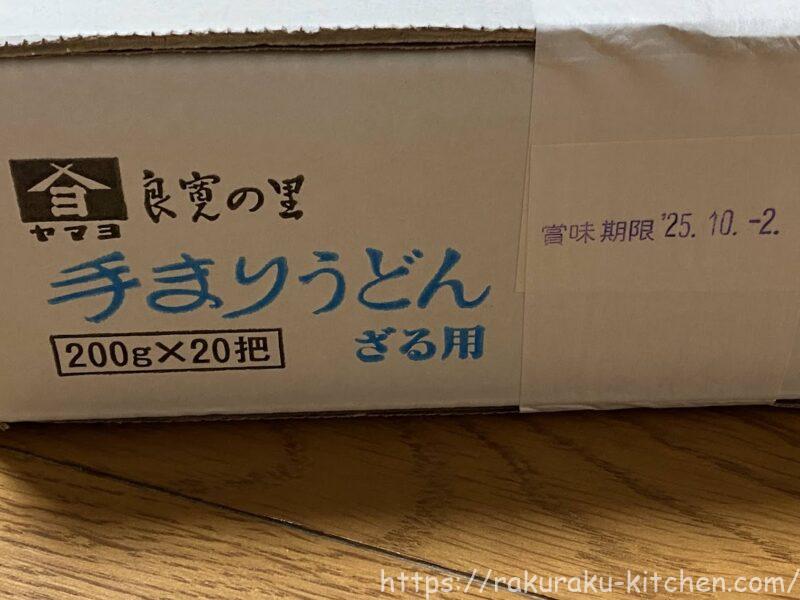 ヨ
ヤマヨ
良寛の里
手まりうどん
200g×20把
ざる用
賞味期限 '25.10.-2.
https://rakuraku-kitchen.com/